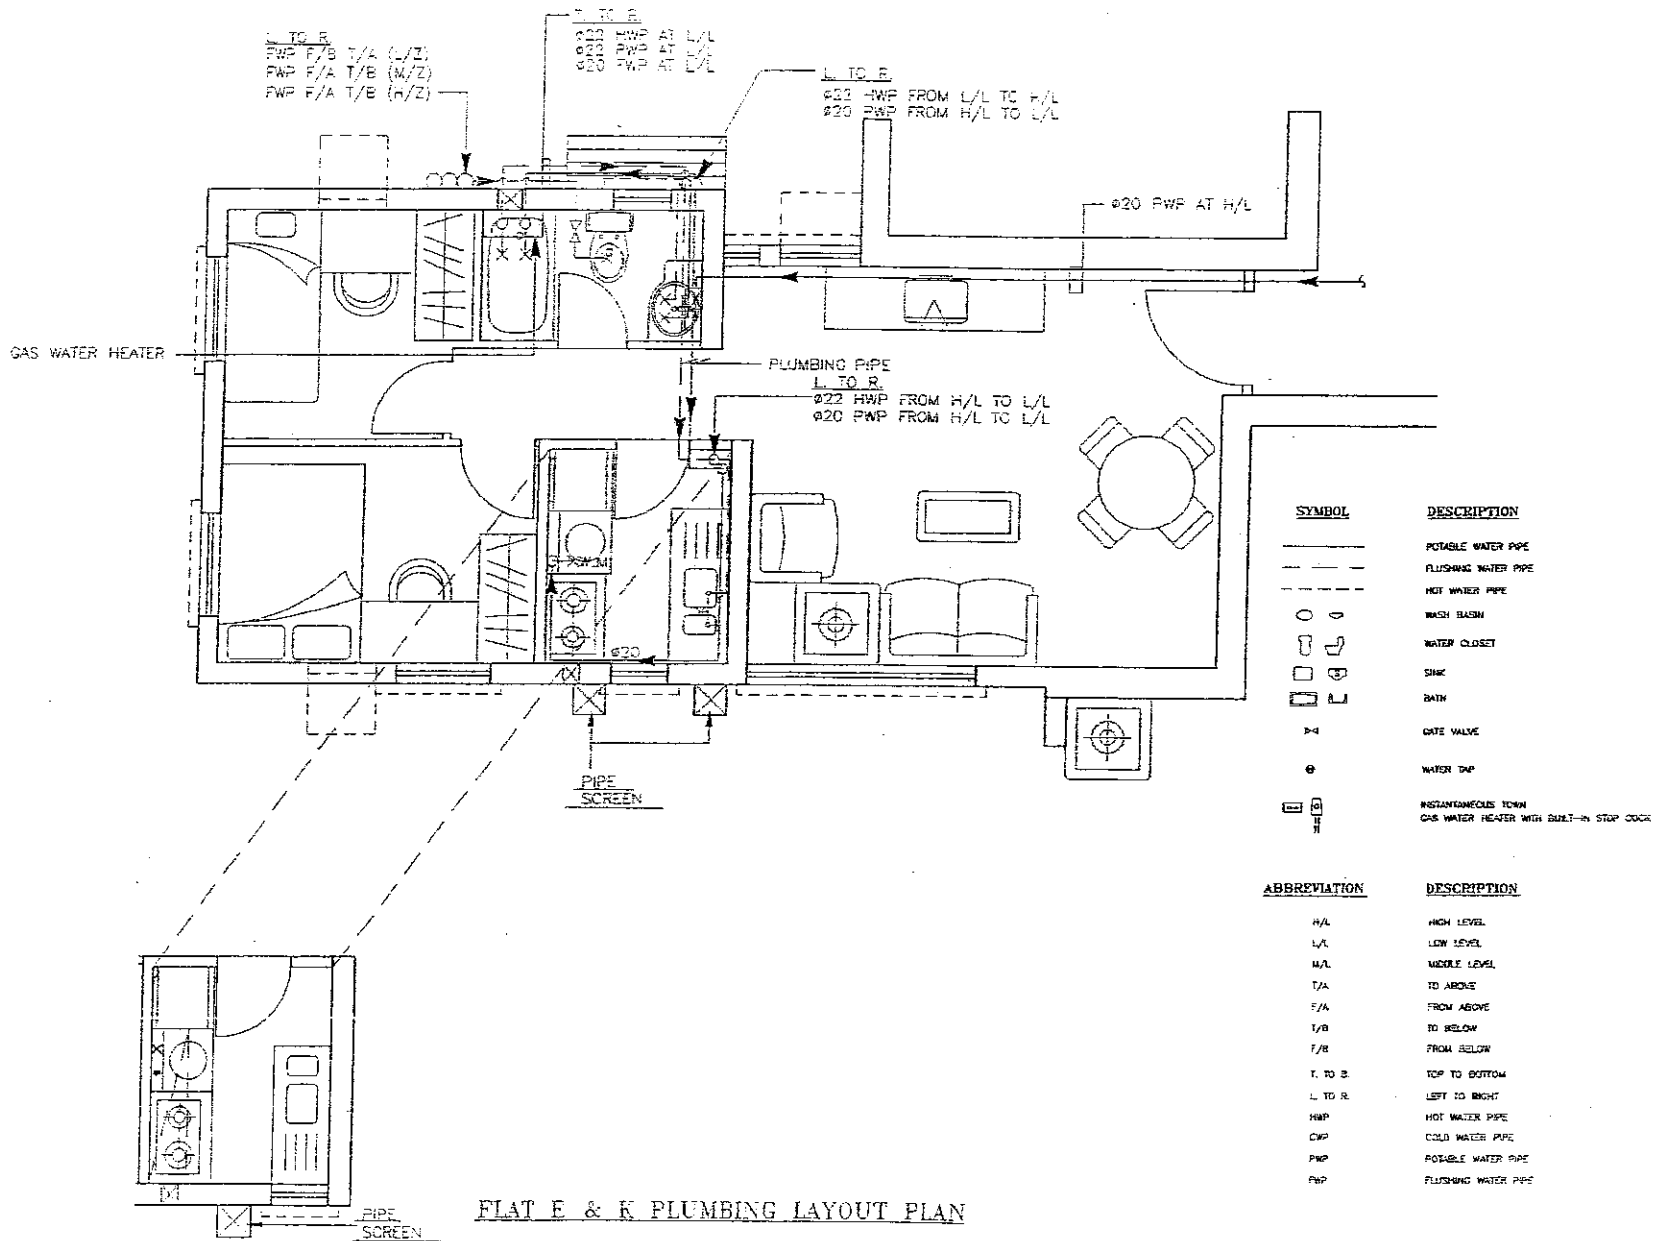 L. TO R.
FWP F/B T/A (L/Z)
FWP F/A T/B (M/Z)
FWP F/A T/B (H/Z)
T. TO B.
ø22 HWP AT L/L
ø22 PWP AT L/L
ø20 FWP AT L/L
L. TO R.
ø22 HWP FROM L/L TO H/L
ø20 PWP FROM H/L TO L/L
ø20 PWP AT H/L
GAS WATER HEATER
PLUMBING PIPE
L. TO R.
ø22 HWP FROM H/L TO L/L
ø20 PWP FROM H/L TO L/L
ø20
PIPE
SCREEN
SYMBOL DESCRIPTION
POTABLE WATER PIPE
FLUSHING WATER PIPE
HOT WATER PIPE
WASH BASIN
WATER CLOSET
SINK
BATH
GATE VALVE
WATER TAP
INSTANTANEOUS TOWN
GAS WATER HEATER WITH BUILT-IN STOP COCK
ABBREVIATION DESCRIPTION
H/L HIGH LEVEL
L/L LOW LEVEL
M/L MIDDLE LEVEL
T/A TO ABOVE
F/A FROM ABOVE
T/B TO BELOW
F/B FROM BELOW
T. TO B. TOP TO BOTTOM
L. TO R. LEFT TO RIGHT
HWP HOT WATER PIPE
CWP COLD WATER PIPE
PWP POTABLE WATER PIPE
FWP FLUSHING WATER PIPE
PIPE
SCREEN
FLAT E & K PLUMBING LAYOUT PLAN